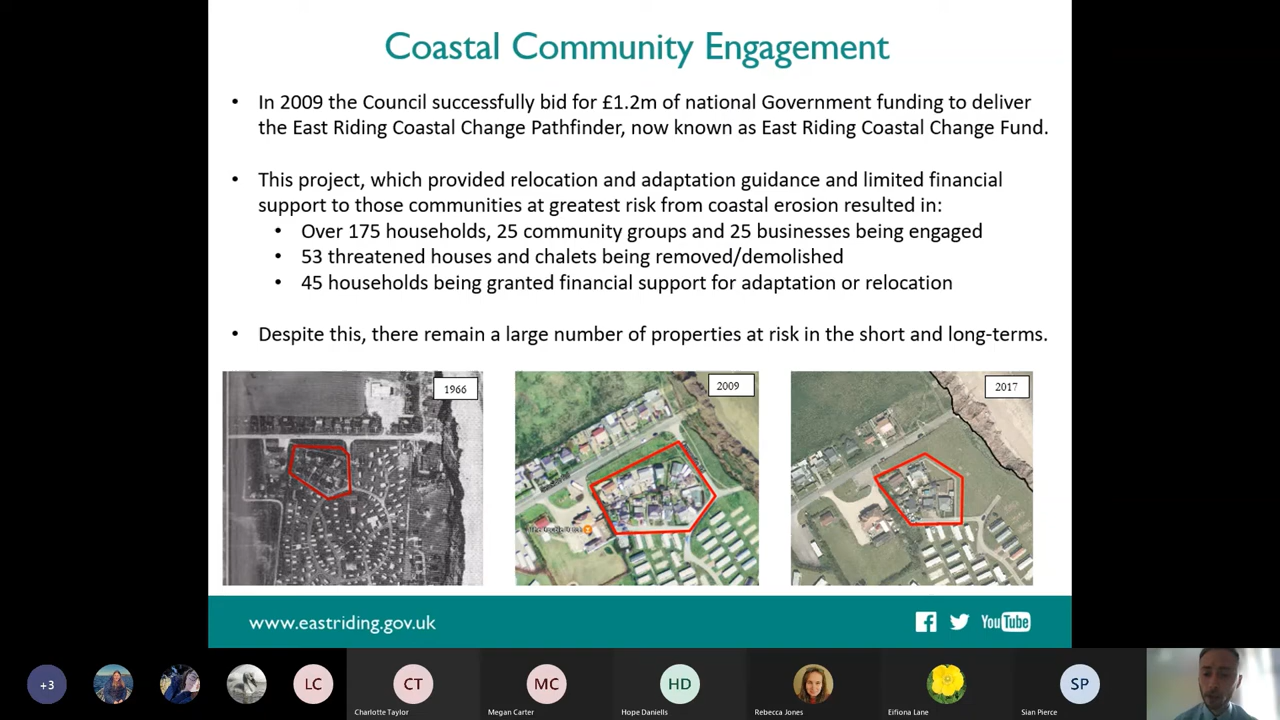 Coastal Community Engagement
• In 2009 the Council successfully bid for £1.2m of national Government funding to deliver
the East Riding Coastal Change Pathfinder, now known as East Riding Coastal Change Fund.
• This project, which provided relocation and adaptation guidance and limited financial
support to those communities at greatest risk from coastal erosion resulted in:
• Over 175 households, 25 community groups and 25 businesses being engaged
• 53 threatened houses and chalets being removed/demolished
• 45 households being granted financial support for adaptation or relocation
• Despite this, there remain a large number of properties at risk in the short and long-terms.
1966
2009
2017
www.eastriding.gov.uk
YouTube
+3
LC
CT
MC
HD
SP
Charlotte Taylor
Megan Carter
Hope Daniells
Rebecca Jones
Eifiona Lane
Sian Pierce